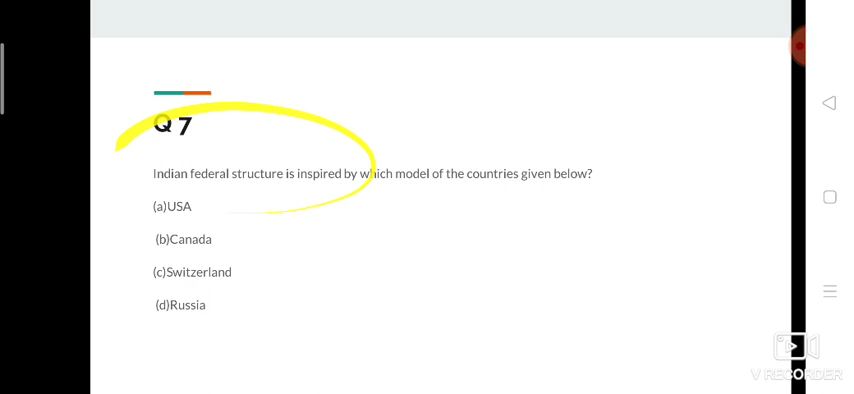 Q 7
Indian federal structure is inspired by which model of the countries given below?
(a)USA
(b)Canada
(c)Switzerland
(d)Russia
V RECORDER